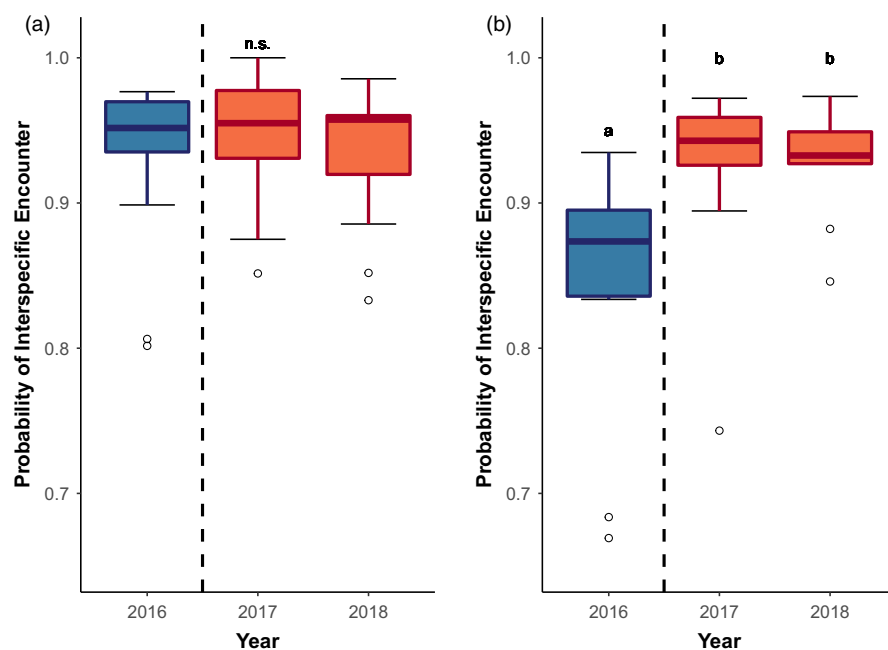 (a)
n.s.
1.0
0.9
0.8
0.7
Probability of Interspecific Encounter
2016 2017 2018
Year
(b)
b b
a
1.0
0.9
0.8
0.7
Probability of Interspecific Encounter
2016 2017 2018
Year